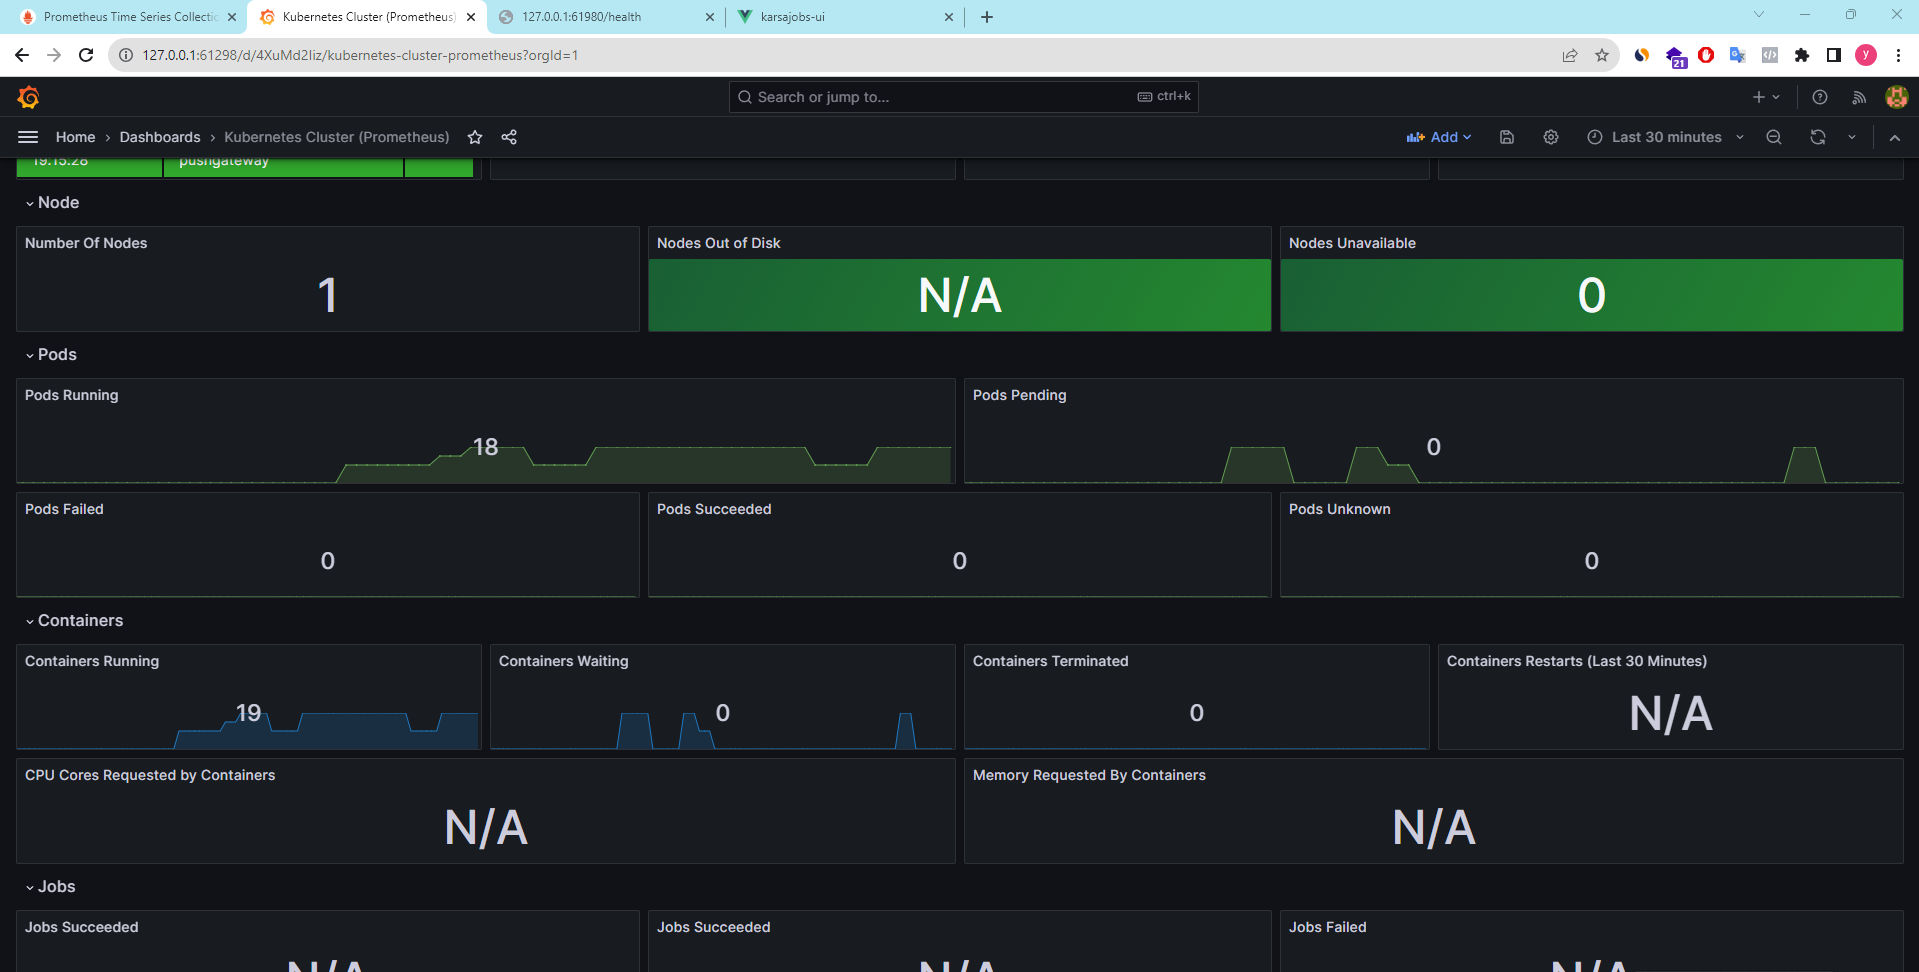 Prometheus Time Series Collectic
Kubernetes Cluster (Prometheus)
127.0.0.1:61980/health
karsajobs-ui
127.0.0.1:61298/d/4XuMd2Iiz/kubernetes-cluster-prometheus?orgId=1
21
y
Search or jump to...
ctrl+k
Home
Dashboards
Kubernetes Cluster (Prometheus)
Add
Last 30 minutes
19:15:28
pushgateway
Node
Number Of Nodes
Nodes Out of Disk
Nodes Unavailable
1
N/A
0
Pods
Pods Running
Pods Pending
18
0
Pods Failed
Pods Succeeded
Pods Unknown
0
0
0
Containers
Containers Running
Containers Waiting
Containers Terminated
Containers Restarts (Last 30 Minutes)
19
0
0
N/A
CPU Cores Requested by Containers
Memory Requested By Containers
N/A
N/A
Jobs
Jobs Succeeded
Jobs Succeeded
Jobs Failed
N/A
N/A
N/A